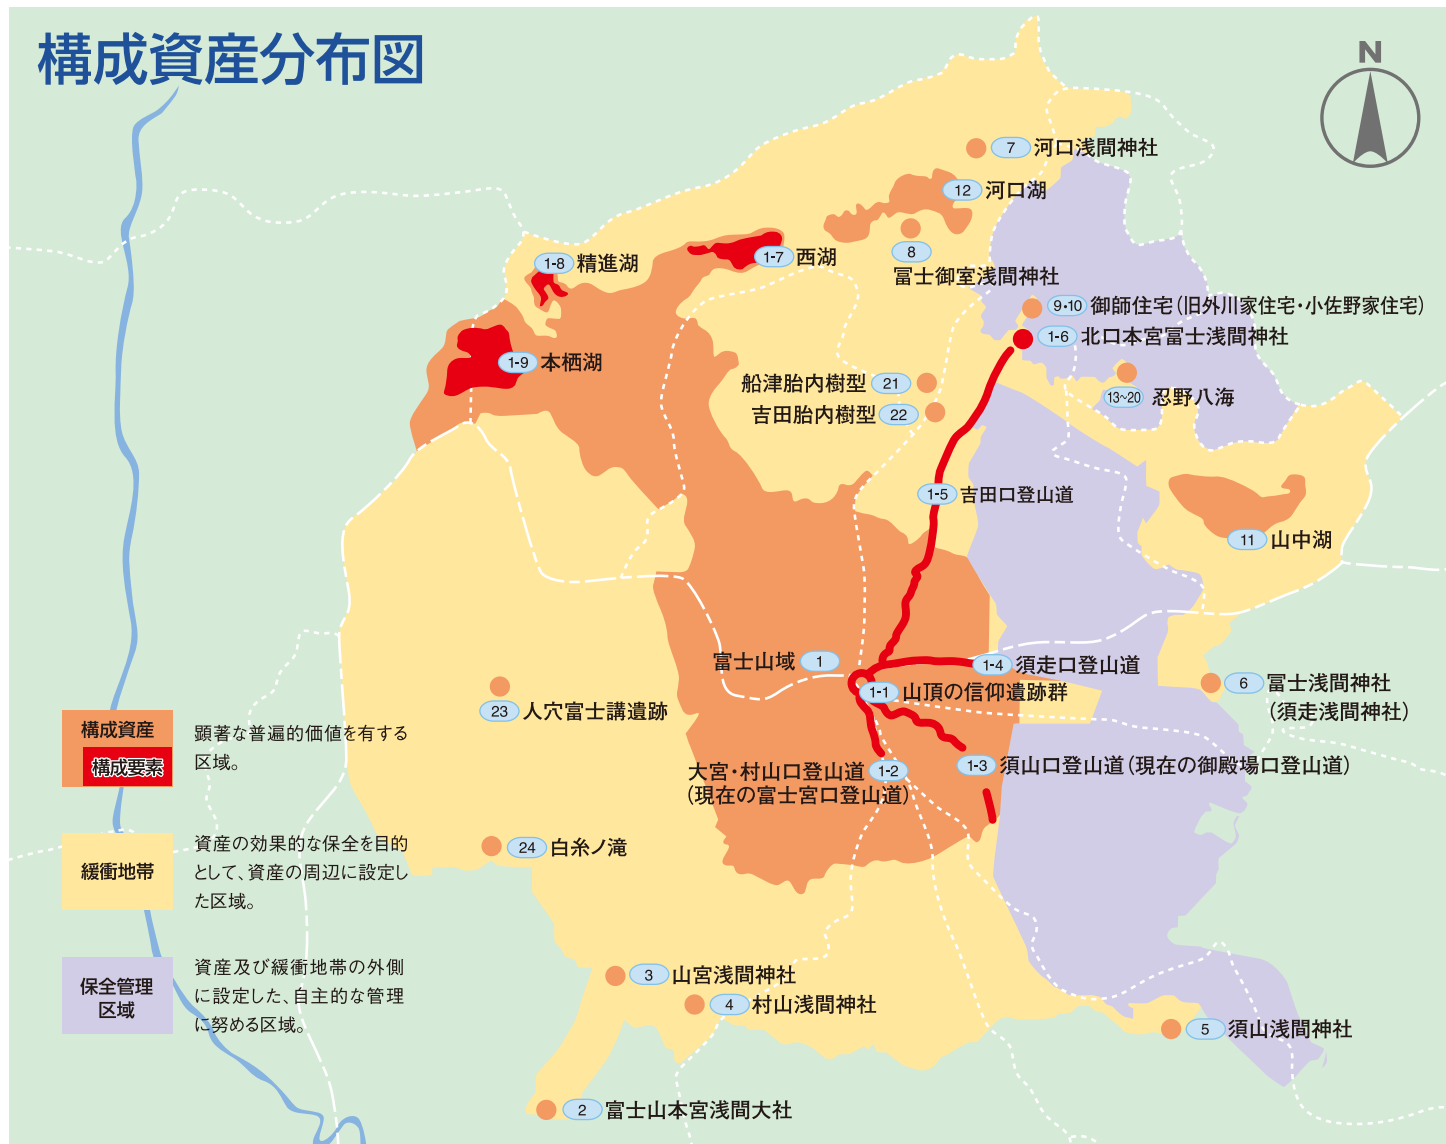 構成資産分布図
N
7 河口浅間神社
12 河口湖
8
冨士御室浅間神社
1-7 西湖
1-8 精進湖
9・10 御師住宅(旧外川家住宅・小佐野家住宅)
1-6 北口本宮冨士浅間神社
1-9 本栖湖
船津胎内樹型 21
吉田胎内樹型 22
13~20 忍野八海
1-5 吉田口登山道
11 山中湖
富士山域 1
1-4 須走口登山道
1-1 山頂の信仰遺跡群
6 冨士浅間神社
(須走浅間神社)
23 人穴富士講遺跡
大宮・村山口登山道 1-2
(現在の富士宮口登山道)
1-3 須山口登山道(現在の御殿場口登山道)
24 白糸ノ滝
3 山宮浅間神社
4 村山浅間神社
5 須山浅間神社
2 富士山本宮浅間大社
構成資産
構成要素
顕著な普遍的価値を有する
区域。
緩衝地帯
資産の効果的な保全を目的
として、資産の周辺に設定し
た区域。
保全管理
区域
資産及び緩衝地帯の外側
に設定した、自主的な管理
に努める区域。